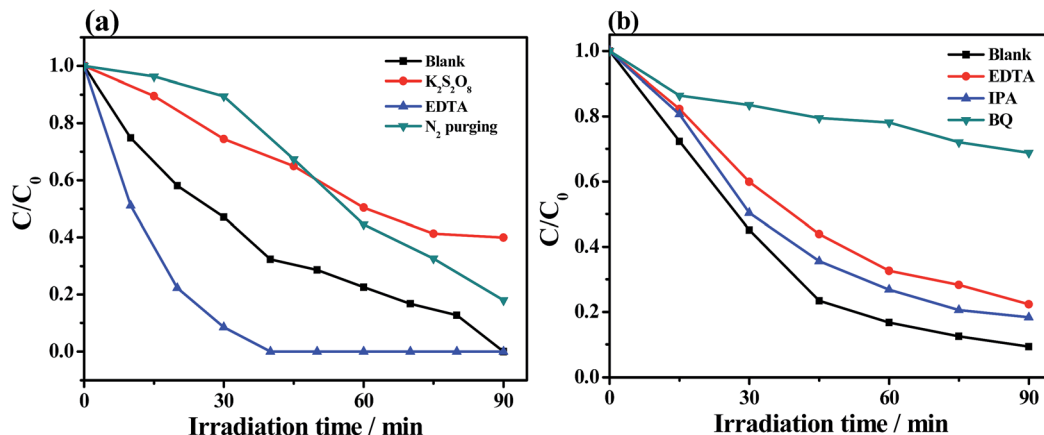 (a)
Blank
K₂S₂O₈
EDTA
N₂ purging
C/C₀
1.0
0.8
0.6
0.4
0.2
0.0
0 30 60 90
Irradiation time / min
(b)
Blank
EDTA
IPA
BQ
C/C₀
1.0
0.8
0.6
0.4
0.2
0.0
0 30 60 90
Irradiation time / min